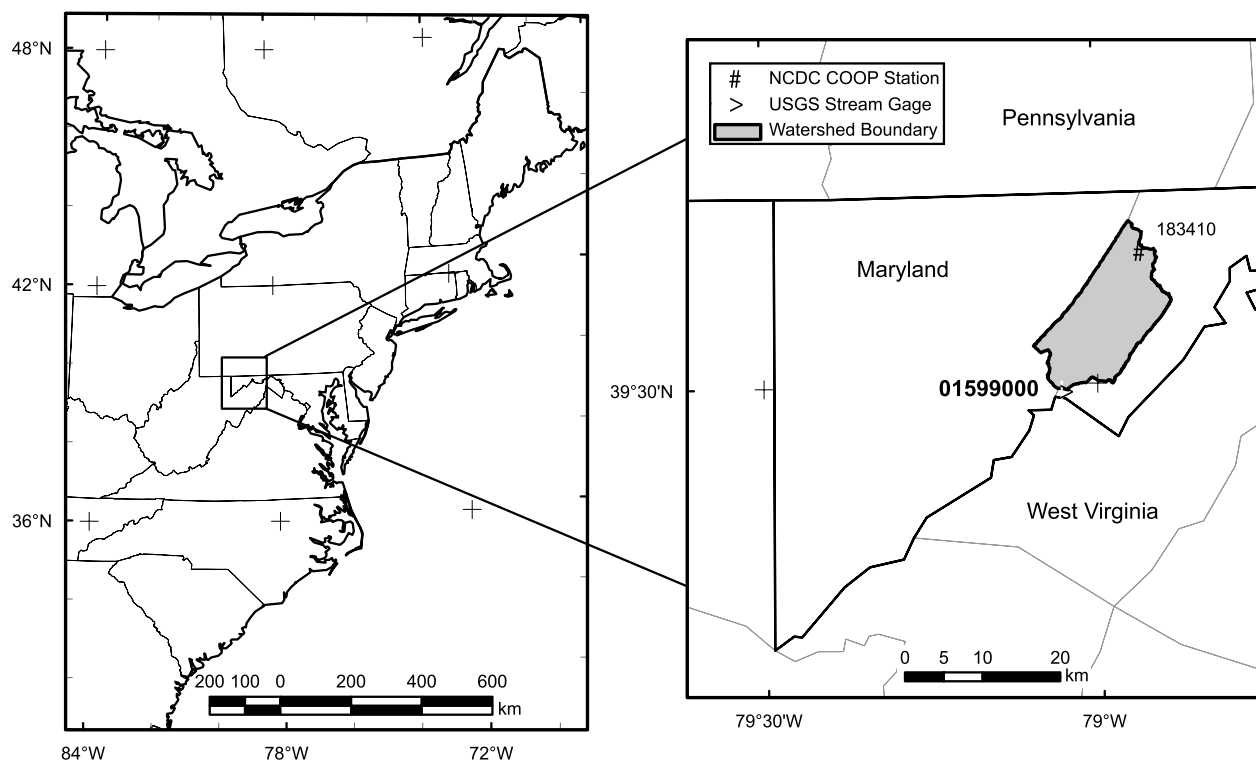 48°N
42°N
36°N
84°W
78°W
72°W
200 100 0 200 400 600
km
# NCDC COOP Station
> USGS Stream Gage
Watershed Boundary
Pennsylvania
183410
#
Maryland
39°30'N
01599000
West Virginia
0 5 10 20
km
79°30'W
79°W